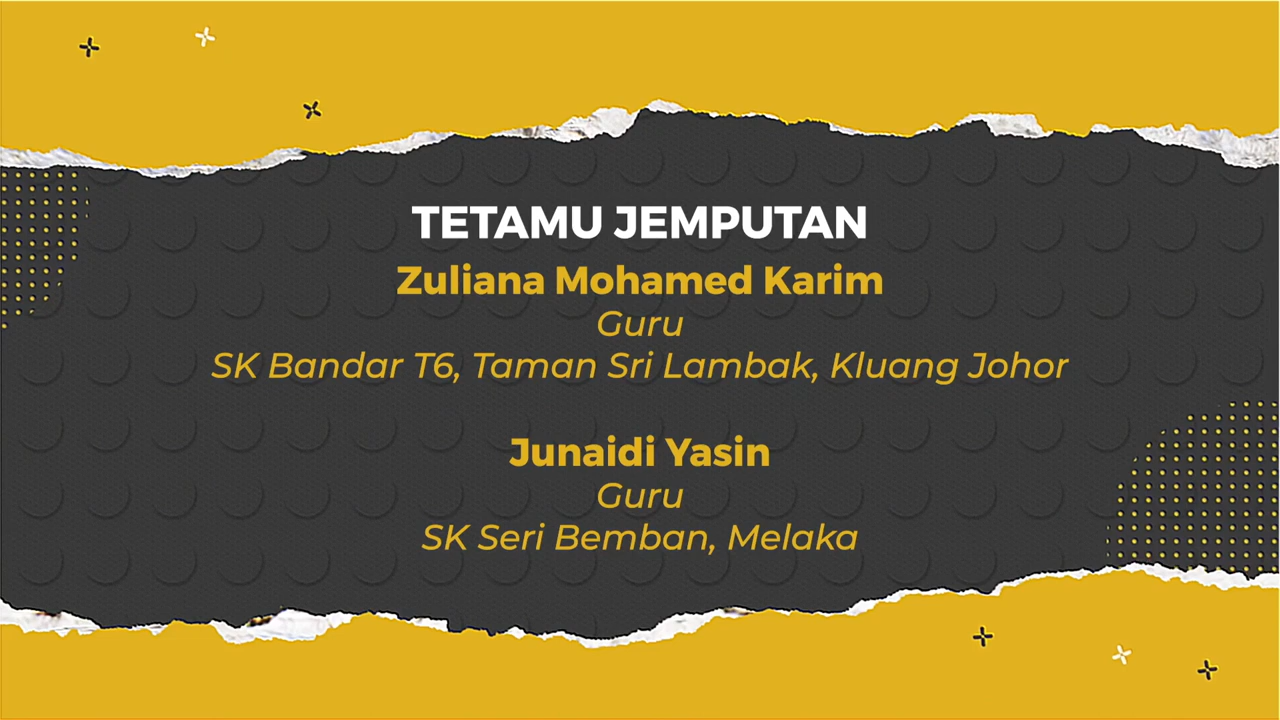 TETAMU JEMPUTAN
Zuliana Mohamed Karim
Guru
SK Bandar T6, Taman Sri Lambak, Kluang Johor
Junaidi Yasin
Guru
SK Seri Bemban, Melaka